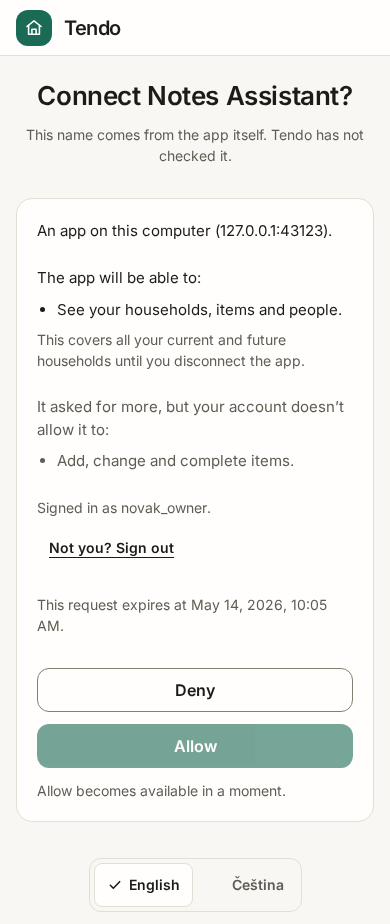 Tendo
Connect Notes Assistant?
This name comes from the app itself. Tendo has not
checked it.
An app on this computer (127.0.0.1:43123).
The app will be able to:
• See your households, items and people.
This covers all your current and future
households until you disconnect the app.
It asked for more, but your account doesn’t
allow it to:
• Add, change and complete items.
Signed in as novak_owner.
Not you? Sign out
This request expires at May 14, 2026, 10:05
AM.
Deny
Allow
Allow becomes available in a moment.
English
Čeština